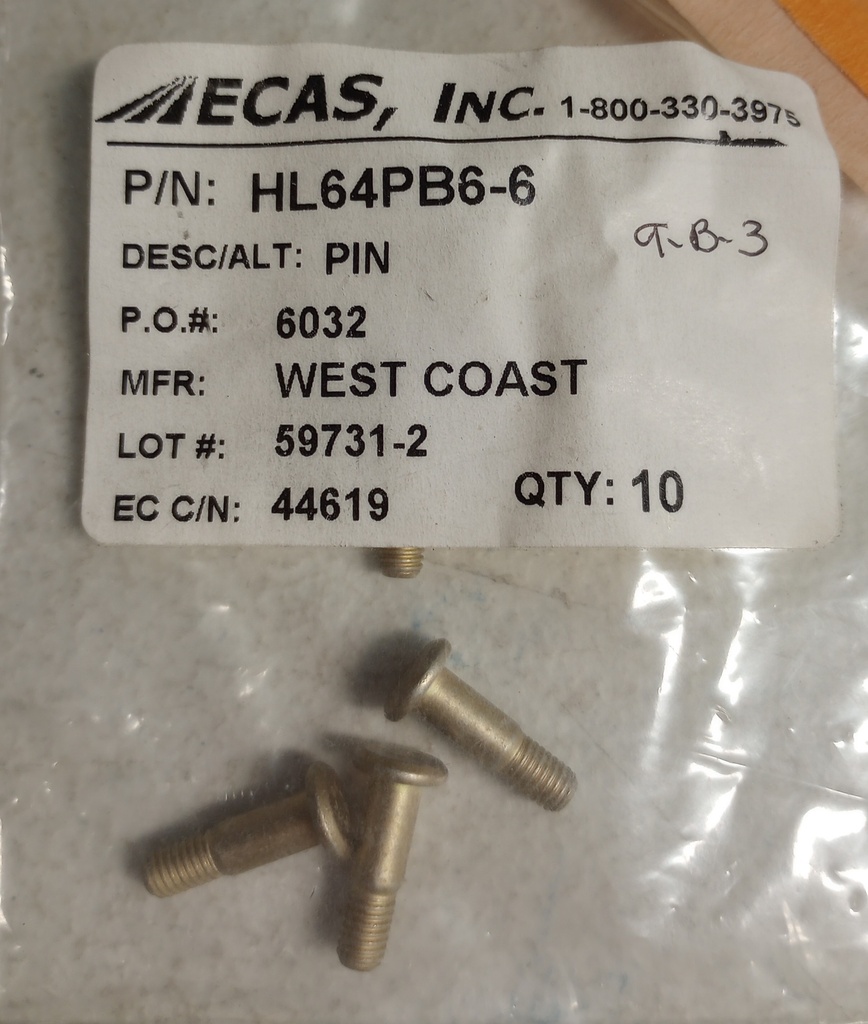 ECAS, INC. 1-800-330-3975
P/N: HL64PB6-6
9-B-3
DESC/ALT: PIN
P.O.#: 6032
MFR: WEST COAST
LOT #: 59731-2
EC C/N: 44619 QTY: 10